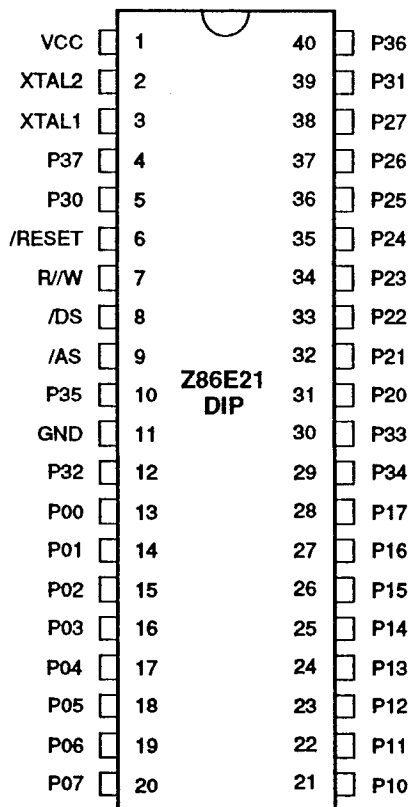 VCC 1 40 P36
XTAL2 2 39 P31
XTAL1 3 38 P27
P37 4 37 P26
P30 5 36 P25
/RESET 6 35 P24
R//W 7 34 P23
/DS 8 33 P22
/AS 9 32 P21
Z86E21
DIP
P35 10 31 P20
GND 11 30 P33
P32 12 29 P34
P00 13 28 P17
P01 14 27 P16
P02 15 26 P15
P03 16 25 P14
P04 17 24 P13
P05 18 23 P12
P06 19 22 P11
P07 20 21 P10